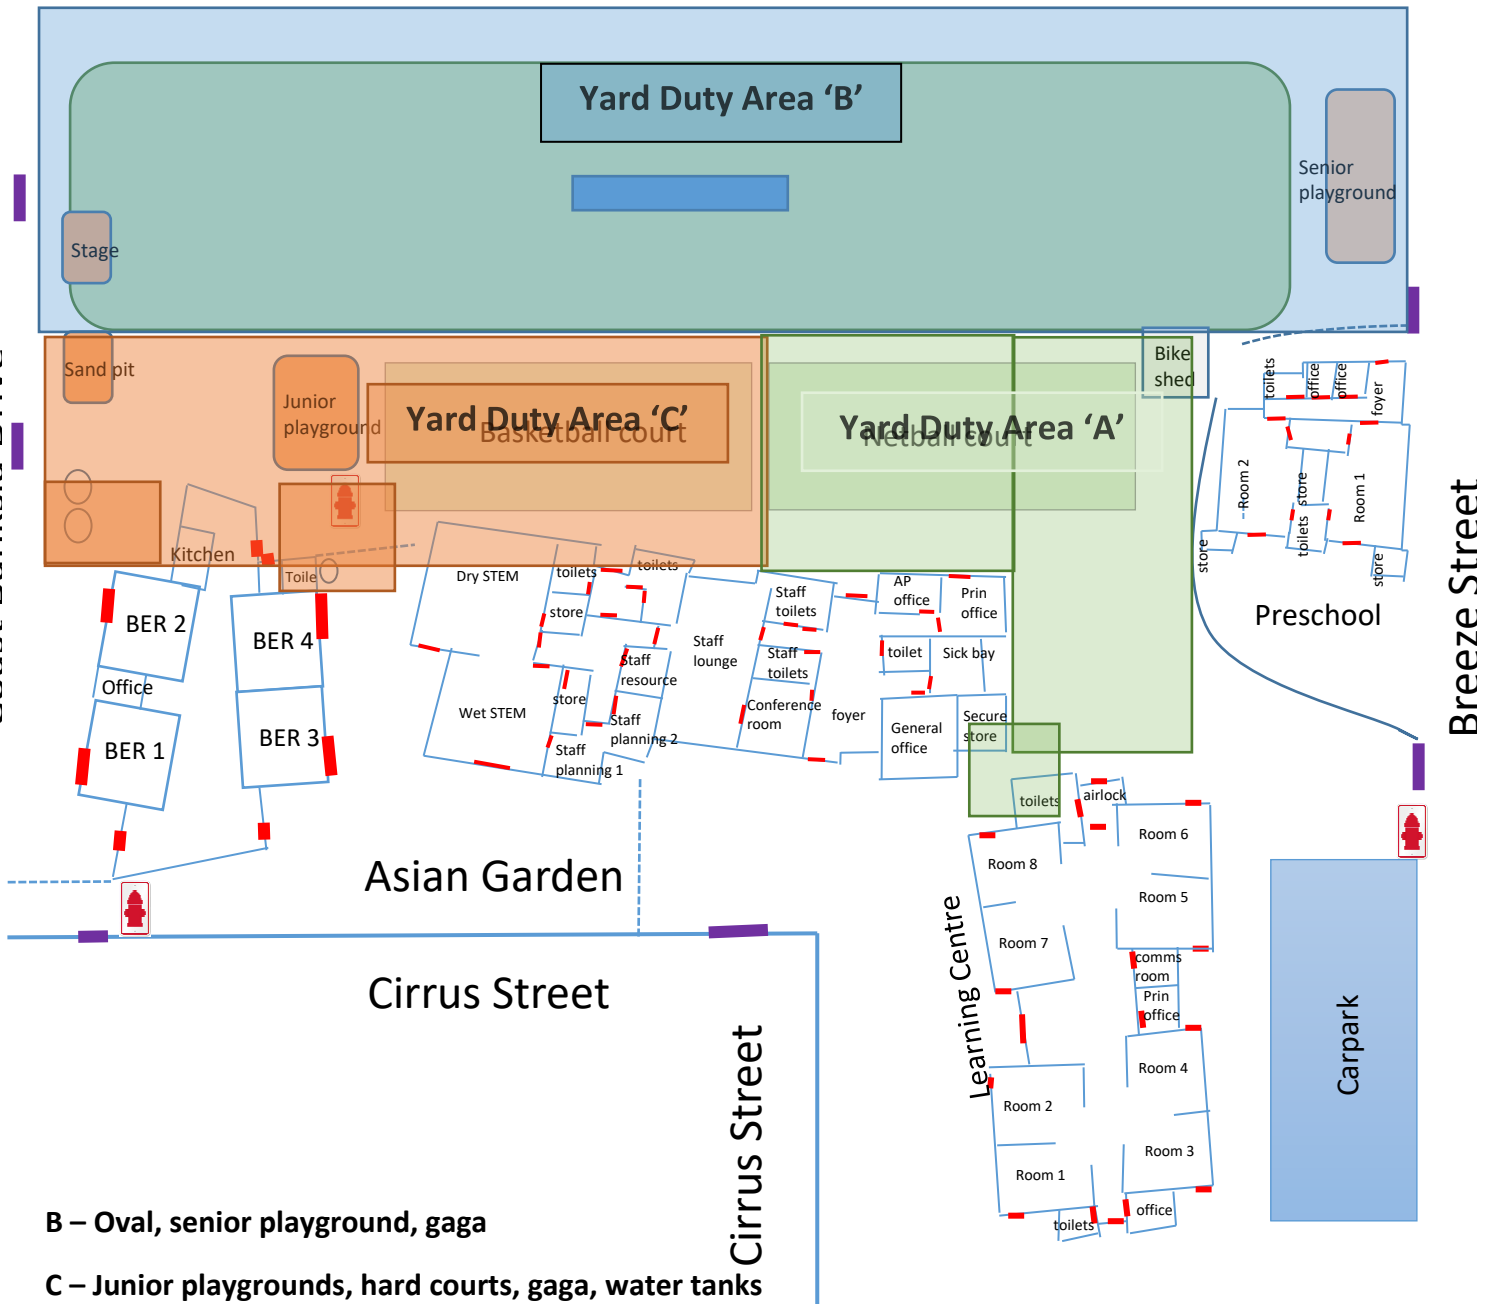 Yard Duty Area ‘B’
Senior
playground
Stage
Sand pit
Junior
playground
Yard Duty Area ‘C’
Basketball court
Yard Duty Area ‘A’
Netball court
Bike
shed
toilets
office
office
foyer
Room 2
store
Room 1
toilets
store
store
Preschool
Breeze Street
Kitchen
Toile
BER 2
BER 4
Office
BER 1
BER 3
Dry STEM
toilets
toilets
store
Staff
resource
Staff
lounge
Wet STEM
store
Staff
planning 2
Staff
planning 1
Staff
toilets
Staff
toilets
Conference
room
foyer
AP
office
Prin
office
toilet
Sick bay
General
office
Secure
store
toilets
airlock
Room 6
Room 8
Room 5
Room 7
comms
room
Prin
office
Learning Centre
Room 4
Room 2
Room 3
Room 1
toilets
office
Carpark
Asian Garden
Cirrus Street
Cirrus Street
B – Oval, senior playground, gaga
C – Junior playgrounds, hard courts, gaga, water tanks